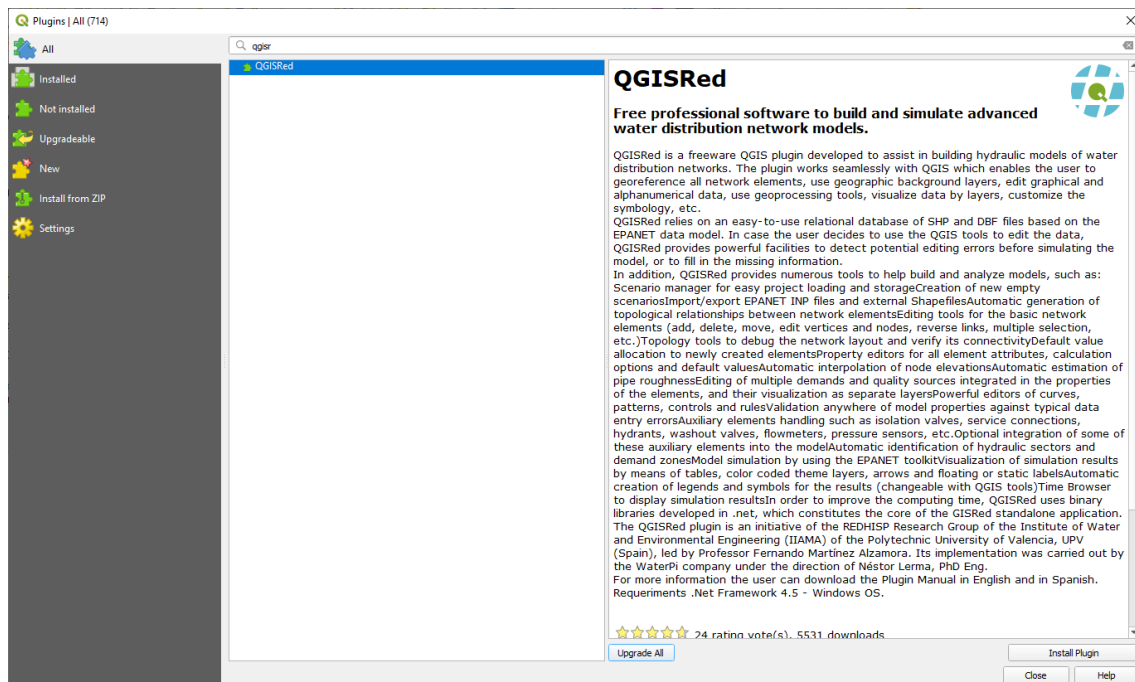 Plugins | All (714)
All
Installed
Not installed
Upgradeable
New
Install from ZIP
Settings
qgisr
QGISRed
QGISRed
Free professional software to build and simulate advanced
water distribution network models.
QGISRed is a freeware QGIS plugin developed to assist in building hydraulic models of water
distribution networks. The plugin works seamlessly with QGIS which enables the user to
georeference all network elements, use geographic background layers, edit graphical and
alphanumerical data, use geoprocessing tools, visualize data by layers, customize the
symbology, etc.
QGISRed relies on an easy-to-use relational database of SHP and DBF files based on the
EPANET data model. In case the user decides to use the QGIS tools to edit the data,
QGISRed provides powerful facilities to detect potential editing errors before simulating the
model, or to fill in the missing information.
In addition, QGISRed provides numerous tools to help build and analyze models, such as:
Scenario manager for easy project loading and storageCreation of new empty
scenariosImport/export EPANET INP files and external ShapefilesAutomatic generation of
topological relationships between network elementsEditing tools for the basic network
elements (add, delete, move, edit vertices and nodes, reverse links, multiple selection,
etc.)Topology tools to debug the network layout and verify its connectivityDefault value
allocation to newly created elementsProperty editors for all element attributes, calculation
options and default valuesAutomatic interpolation of node elevationsAutomatic estimation of
pipe roughnessEditing of multiple demands and quality sources integrated in the properties
of the elements, and their visualization as separate layersPowerful editors of curves,
patterns, controls and rulesValidation anywhere of model properties against typical data
entry errorsAuxiliary elements handling such as isolation valves, service connections,
hydrants, washout valves, flowmeters, pressure sensors, etc.Optional integration of some of
these auxiliary elements into the modelAutomatic identification of hydraulic sectors and
demand zonesModel simulation by using the EPANET toolkitVisualization of simulation results
by means of tables, color coded theme layers, arrows and floating or static labelsAutomatic
creation of legends and symbols for the results (changeable with QGIS tools)Time Browser
to display simulation resultsIn order to improve the computing time, QGISRed uses binary
libraries developed in .net, which constitutes the core of the GISRed standalone application.
The QGISRed plugin is an initiative of the REDHISP Research Group of the Institute of Water
and Environmental Engineering (IIAMA) of the Polytechnic University of Valencia, UPV
(Spain), led by Professor Fernando Martínez Alzamora. Its implementation was carried out by
the WaterPi company under the direction of Néstor Lerma, PhD Eng.
For more information the user can download the Plugin Manual in English and in Spanish.
Requeriments .Net Framework 4.5 - Windows OS.
24 rating vote(s), 5531 downloads
Upgrade All
Install Plugin
Close
Help